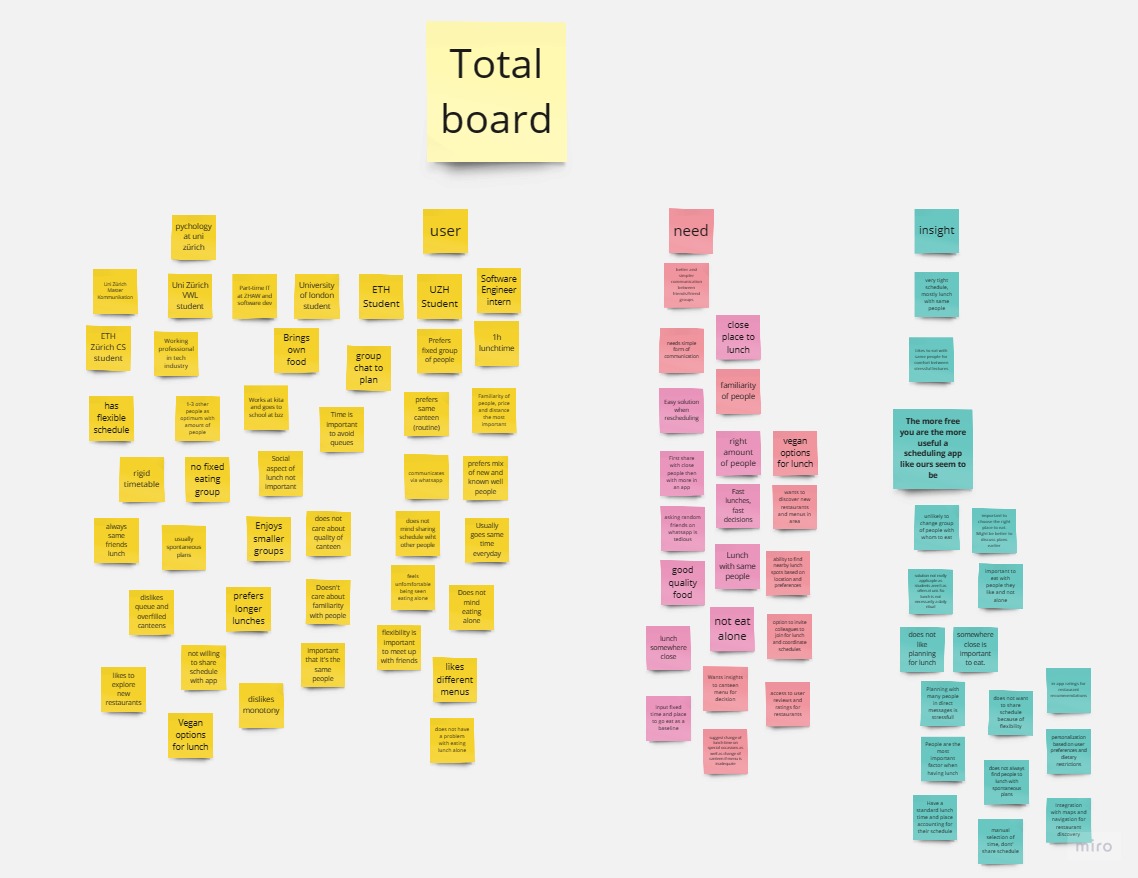 Total
board
pychology
at uni
zürich
user
need
insight
Uni Zürich
Master
Kommunikation
Uni Zürich
VWL
student
Part-time IT
at ZHAW and
software dev
University
of london
student
ETH
Student
UZH
Student
Software
Engineer
intern
ETH
Zürich CS
student
Working
professional
in tech
industry
Brings
own
food
group
chat to
plan
Prefers
fixed group
of people
1h
lunchtime
has
flexible
schedule
1-3 other
people as
optimum with
amount of
people
Works at kita
and goes to
school at biz
Time is
important
to avoid
queues
prefers
same
canteen
(routine)
Familiarity of
people, prize
and distance
the most
important
rigid
timetable
no fixed
eating
group
Social
aspect of
lunch not
important
communicates
via whatsapp
prefers mix
of new and
known well
people
always
same
friends
lunch
usually
spontaneous
plans
Enjoys
smaller
groups
does not
care about
quality of
canteen
does not
mind sharing
schedule wiht
other people
Usually
goes same
time
everyday
dislikes
queue and
overfilled
canteens
prefers
longer
lunches
Doesn't
care about
familiarity
with people
feels
unfomfortable
being seen
eating alone
Does not
mind
eating
alone
likes to
explore
new
restaurants
not willing
to share
schedule
with app
dislikes
monotony
important
that it's the
same
people
flexibility is
important to
meet up
with friends
likes
different
menus
Vegan
options
for lunch
does not have
a problem
with eating
lunch alone
better and
simpler
communication
between
friends/friend
groups
needs simple
form of
communication
close
place to
lunch
Easy solution
when
rescheduling
familiarity
of people
First share
with close
people then
with more in
an app
right
amount
of people
vegan
options
for lunch
asking random
friends on
whatsapp is
tedious
Fast
lunches,
fast
decisions
wants to
discover new
restaurants
and menus in
area
good
quality
food
Lunch
with same
people
ability to find
nearby lunch
spots based on
location and
preferences
lunch
somewhere
close
not eat
alone
option to invite
colleagues to
join for lunch
and coordinate
schedules
input fixed
time and place
to go eat as a
baseline
Wants insights
to canteen
menu for
decision
access to user
reviews and
ratings for
restaurants
suggest change of
lunch time on
special occasions as
well as change of
canteen if menu is
inadequate
very tight
schedule,
mostly lunch
with same
people
likes to eat with
same people for
comfort between
stressful lectures
The more free
you are the more
useful a
scheduling app
like ours seem to
be
unlikely to
change group
of people with
whom to eat
important to
choose the right
place to eat.
Might be better to
discuss plans
earlier
important to
eat with
people they
like and not
alone
does not
like
planning
for lunch
somewhere
close is
important
to eat.
Planning with
many people
in direct
messages is
stressfull
does not want
to share
schedule
because of
flexibility
in app ratings for
restaurant
recommendations
People are the
most
important
factor when
having lunch
does not always
find people to
lunch with
spontaneous
plans
personalization
based on user
preferences and
dietary
restrictions
Have a
standard lunch
time and place
accounting for
their schedule
manual
selection of
time, dont'
share schedule
integration
with maps and
navigation for
restaurant
discovery
miro